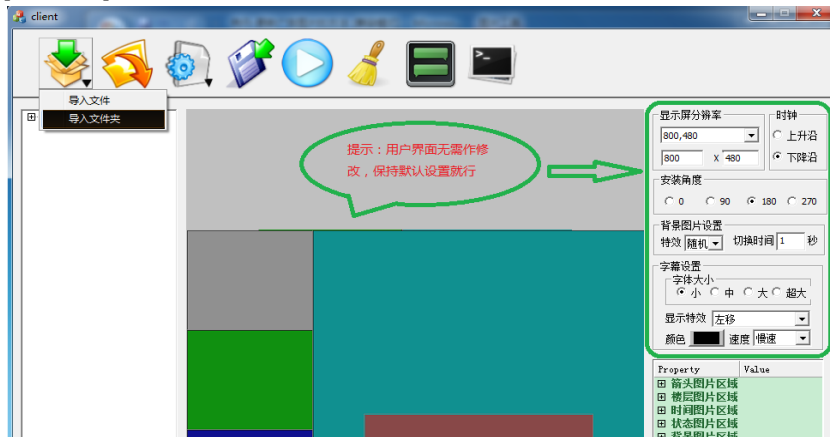 client
导入文件
导入文件夹
提示：用户界面无需作修
改，保持默认设置就行
显示屏分辨率
时钟
800,480
上升沿
800 X 480
下降沿
安装角度
0 90 180 270
背景图片设置
特效 随机 切换时间 1 秒
字幕设置
字体大小
小 中 大 超大
显示特效 左移
颜色 速度 慢速
Property Value
箭头图片区域
楼层图片区域
时间图片区域
状态图片区域
背景图片区域